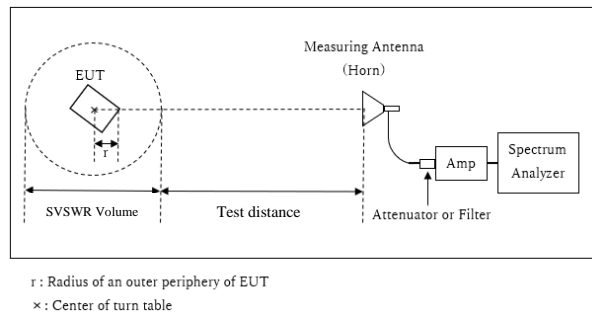 Measuring Antenna
(Horn)
EUT
×
r
Amp
Spectrum
Analyzer
SVSWR Volume
Test distance
Attenuator or Filter
r : Radius of an outer periphery of EUT
× : Center of turn table